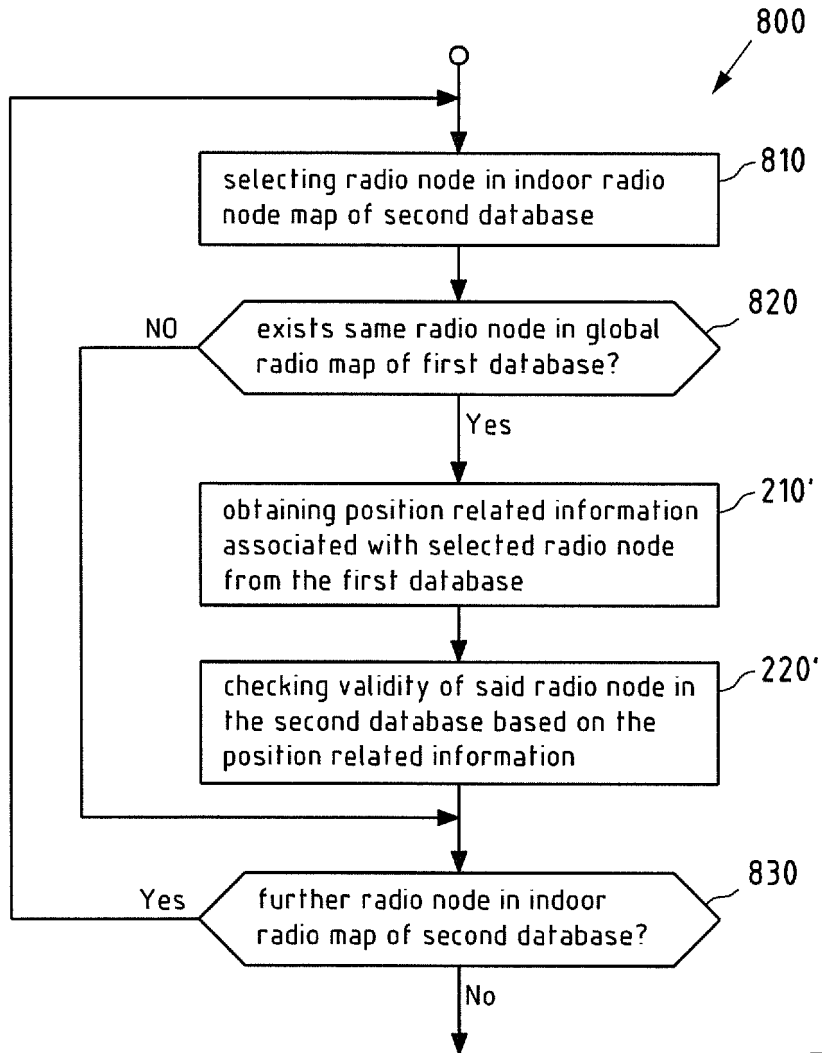 800
810
selecting radio node in indoor radio
node map of second database
820
NO
exists same radio node in global
radio map of first database?
Yes
210'
obtaining position related information
associated with selected radio node
from the first database
220'
checking validity of said radio node in
the second database based on the
position related information
830
Yes
further radio node in indoor
radio map of second database?
No